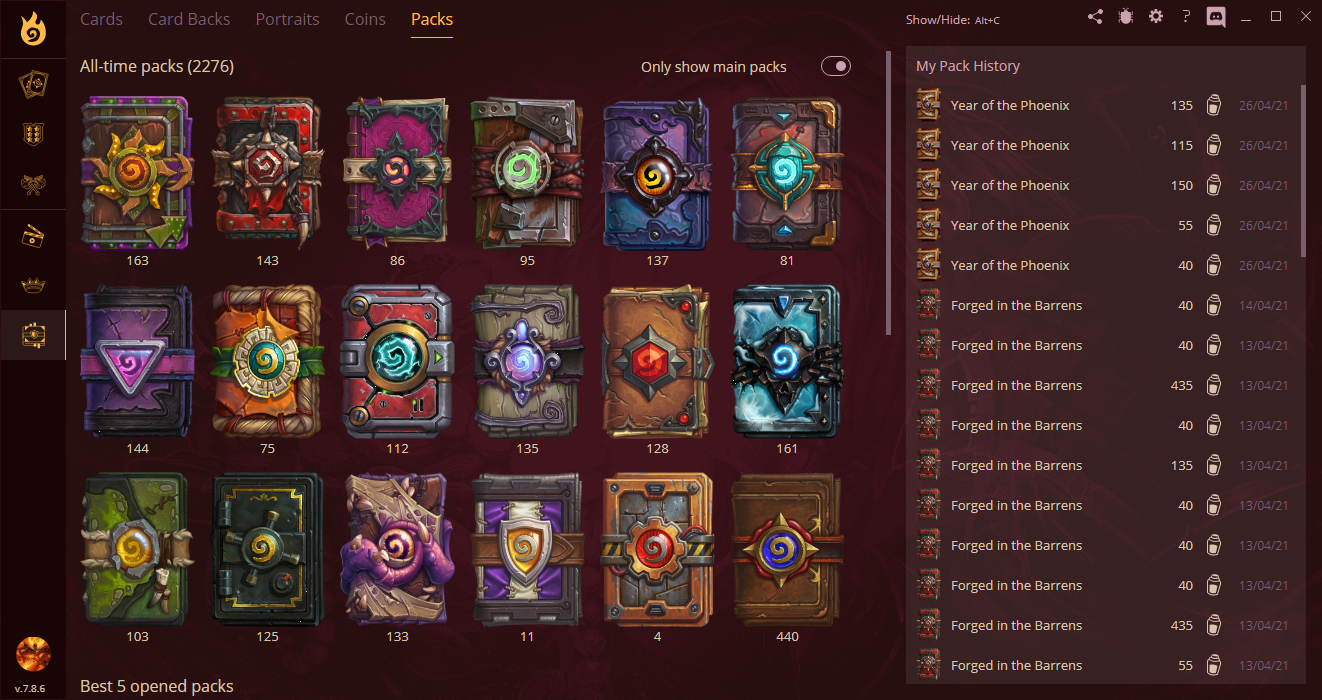 Cards Card Backs Portraits Coins Packs
Show/Hide: Alt+C
?
All-time packs (2276)
Only show main packs
163 143 86 95 137 81
144 75 112 135 128 161
103 125 133 11 4 440
Best 5 opened packs
v.7.8.6
My Pack History
Year of the Phoenix 135 26/04/21
Year of the Phoenix 115 26/04/21
Year of the Phoenix 150 26/04/21
Year of the Phoenix 55 26/04/21
Year of the Phoenix 40 26/04/21
Forged in the Barrens 40 14/04/21
Forged in the Barrens 40 13/04/21
Forged in the Barrens 435 13/04/21
Forged in the Barrens 40 13/04/21
Forged in the Barrens 135 13/04/21
Forged in the Barrens 40 13/04/21
Forged in the Barrens 40 13/04/21
Forged in the Barrens 40 13/04/21
Forged in the Barrens 435 13/04/21
Forged in the Barrens 55 13/04/21